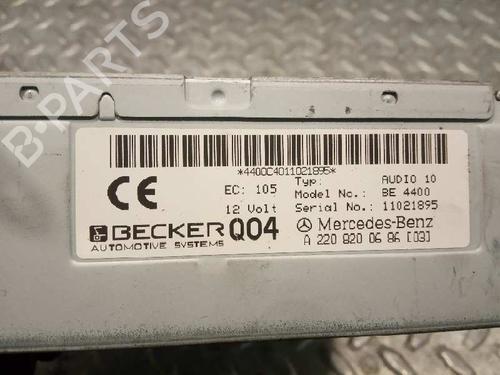 B-PARTS
*4400C4011021895*
CE
EC: 105
Typ: AUDIO 10
Model No.: BE 4400
12 Volt
Serial No.: 11021895
BECKER Q04 Mercedes-Benz
AUTOMOTIVE SYSTEMS A 220 820 06 86 [03]